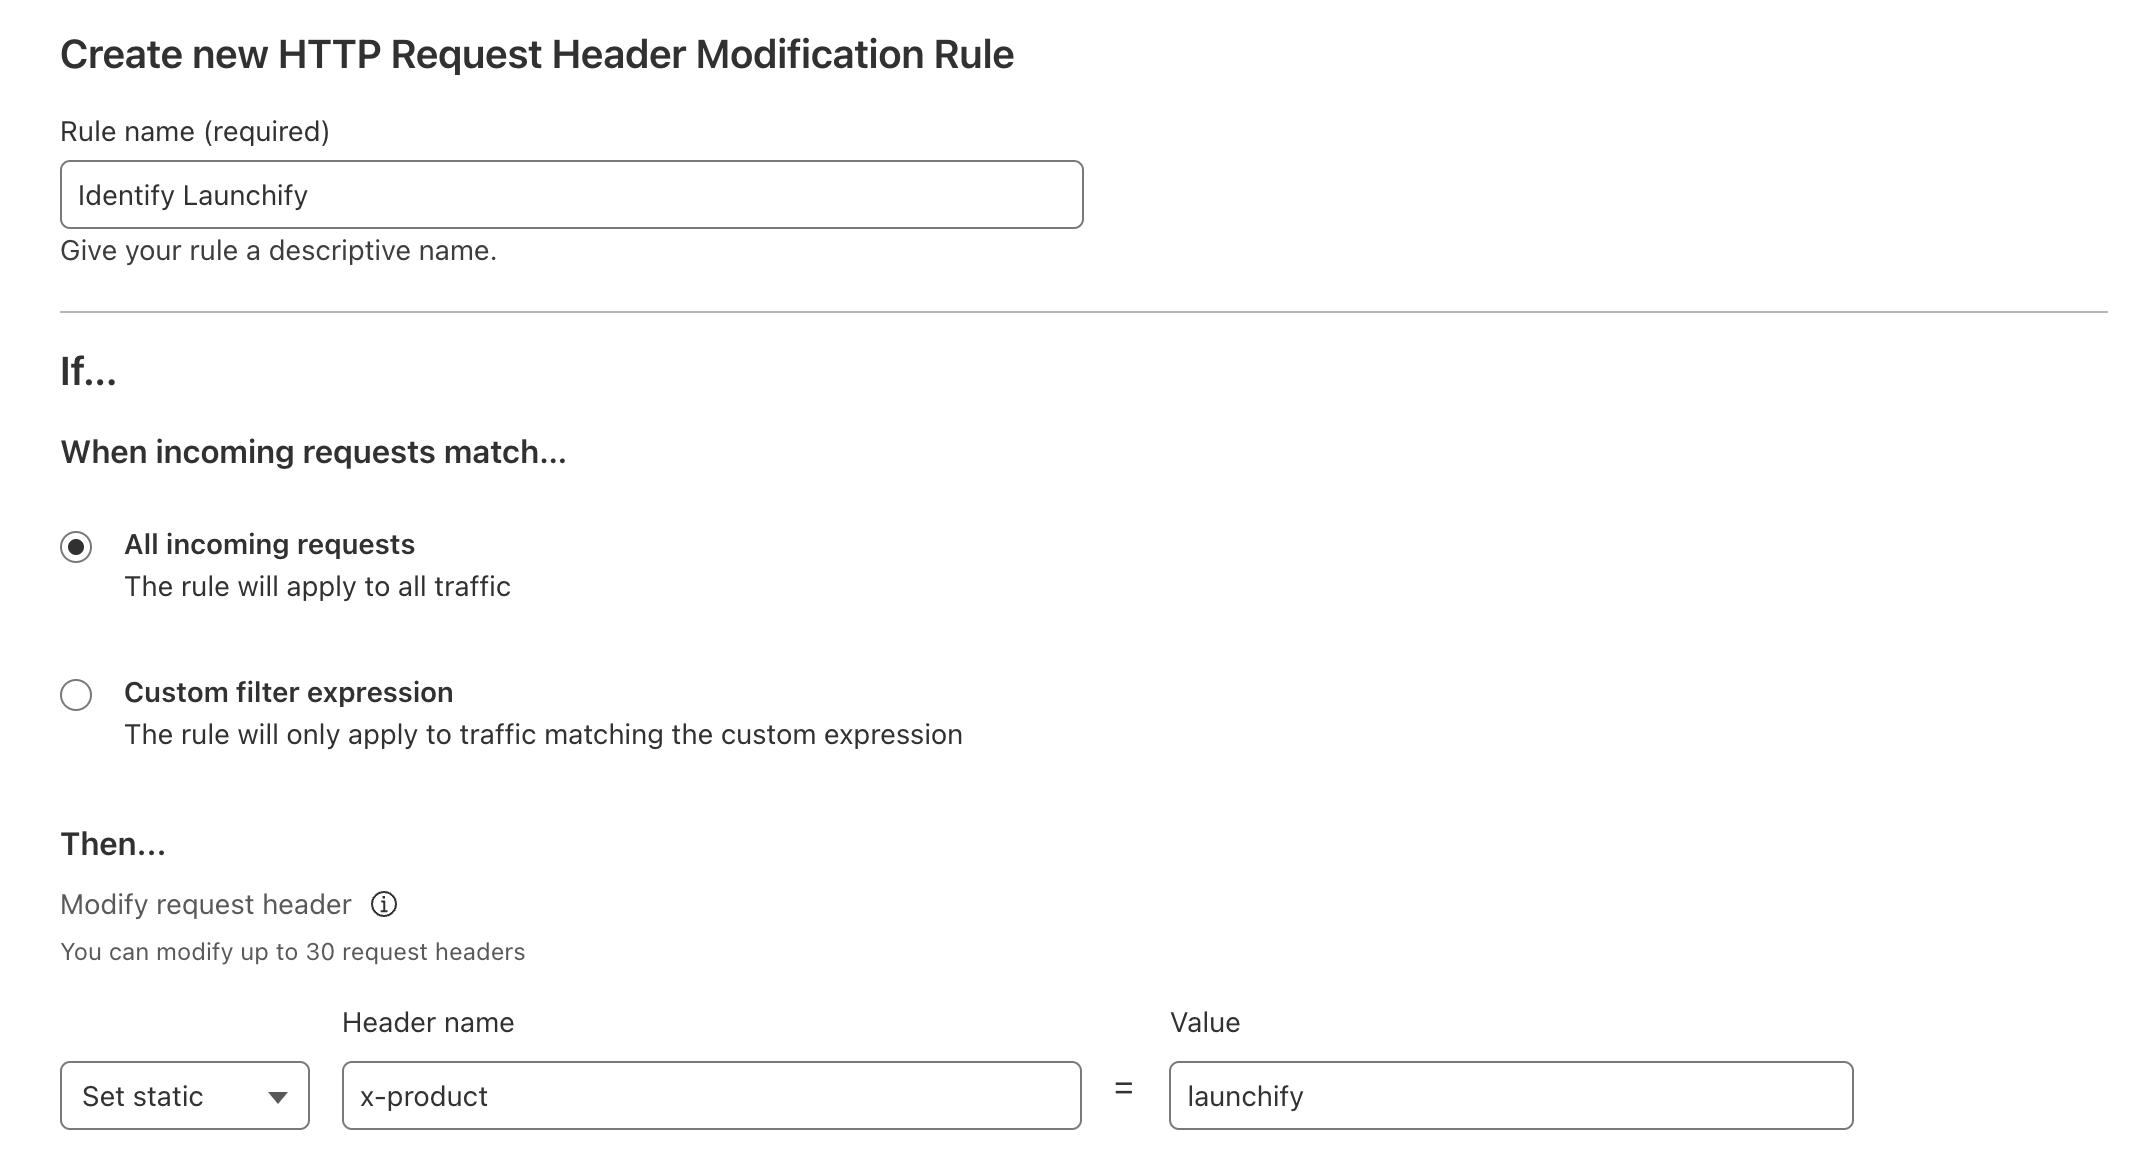 Create new HTTP Request Header Modification Rule
Rule name (required)
Identify Launchify
Give your rule a descriptive name.
If...
When incoming requests match...
All incoming requests
The rule will apply to all traffic
Custom filter expression
The rule will only apply to traffic matching the custom expression
Then...
Modify request header
You can modify up to 30 request headers
Header name Value
Set static x-product = launchify